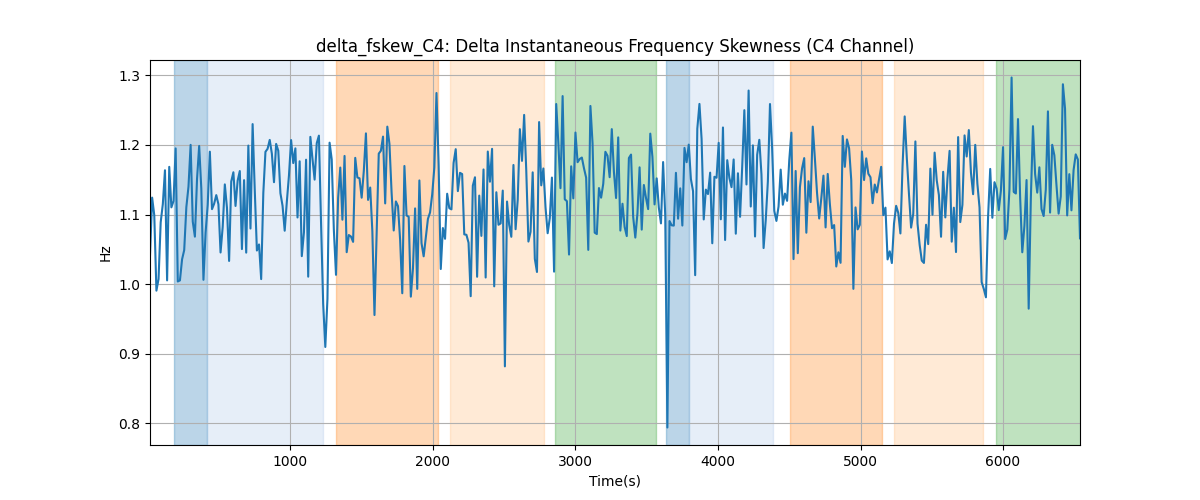 delta_fskew_C4: Delta Instantaneous Frequency Skewness (C4 Channel)
1.3
1.2
1.1
1.0
0.9
0.8
Hz
1000 2000 3000 4000 5000 6000
Time(s)